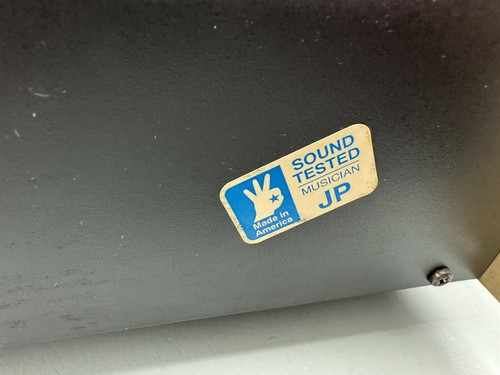 SOUND
TESTED
MUSICIAN
JP
Made in
America